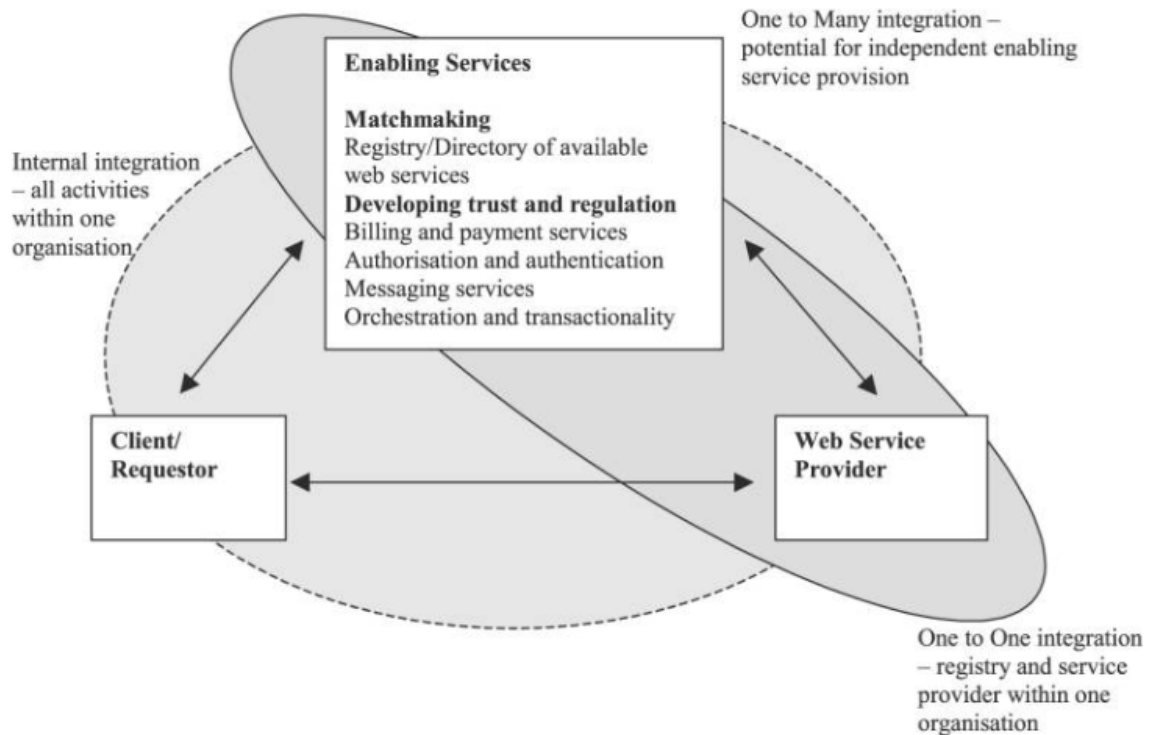 One to Many integration –
potential for independent enabling
service provision
Enabling Services
Matchmaking
Registry/Directory of available
web services
Developing trust and regulation
Billing and payment services
Authorisation and authentication
Messaging services
Orchestration and transactionality
Internal integration
– all activities
within one
organisation
Client/
Requestor
Web Service
Provider
One to One integration
– registry and service
provider within one
organisation